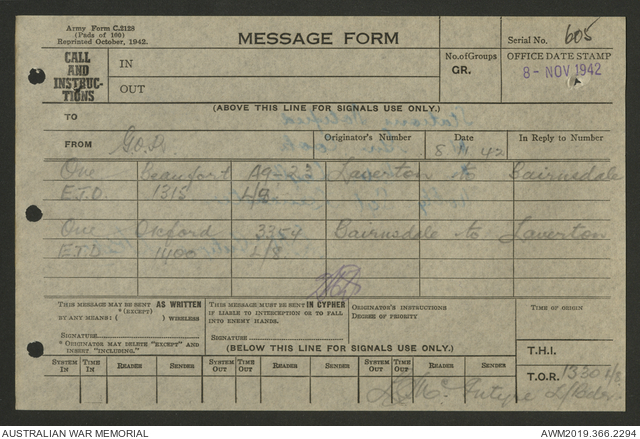 Army Form C.2128
(Pads of 100)
Reprinted October, 1942.
MESSAGE FORM
Serial No. 605
CALL
AND
INSTRUC-
TIONS
IN
OUT
No. of Groups
GR.
OFFICE DATE STAMP
8 - NOV 1942
(ABOVE THIS LINE FOR SIGNALS USE ONLY.)
TO
FROM
Originator's Number
Date
8 11 42
In Reply to Number
One Beaufort A9-23 Laverton to Bairnsdale
E.T.D. 1315 L/8
One Oxford 3354 Bairnsdale to Laverton
E.T.D. 1400 L/8
THIS MESSAGE MAY BE SENT AS WRITTEN
*(EXCEPT)
BY ANY MEANS: ( ) WIRELESS
SIGNATURE
* ORIGINATOR MAY DELETE "EXCEPT" AND
INSERT "INCLUDING."
THIS MESSAGE MUST BE SENT IN CYPHER
IF LIABLE TO INTERCEPTION OR TO FALL
INTO ENEMY HANDS.
SIGNATURE
ORIGINATOR'S INSTRUCTIONS
DEGREE OF PRIORITY
TIME OF ORIGIN
(BELOW THIS LINE FOR SIGNALS USE ONLY.)
T.H.I.
SYSTEM IN TIME IN READER SENDER SYSTEM OUT TIME OUT READER SENDER SYSTEM OUT TIME OUT READER SENDER
T.O.R. 1330 L/8
McIntyre
AUSTRALIAN WAR MEMORIAL
AWM2019.366.2294